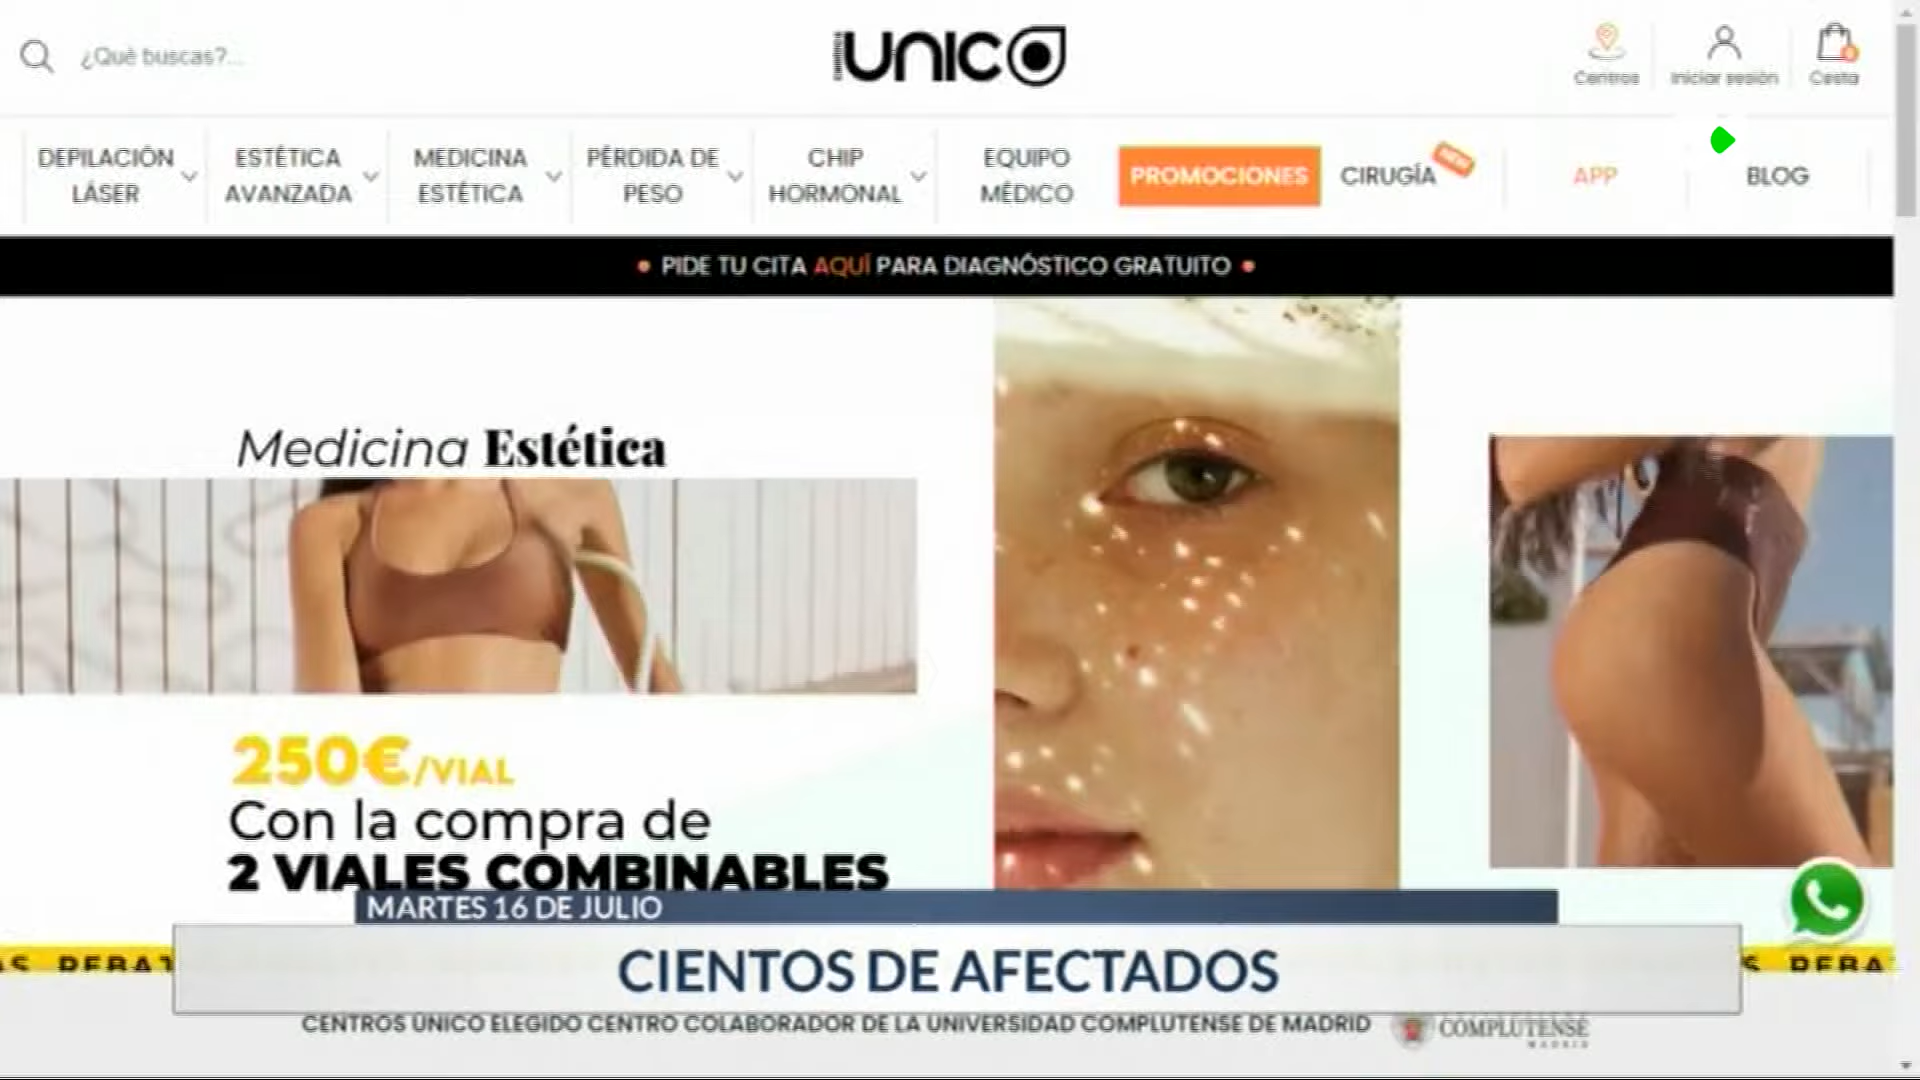 ¿Qué buscas?...
UNICO
Centros
Iniciar sesión
Cesta
DEPILACIÓN
LÁSER
ESTÉTICA
AVANZADA
MEDICINA
ESTÉTICA
PÉRDIDA DE
PESO
CHIP
HORMONAL
EQUIPO
MÉDICO
PROMOCIONES
CIRUGÍA
NEW
APP
BLOG
• PIDE TU CITA AQUÍ PARA DIAGNÓSTICO GRATUITO •
Medicina Estética
250€/VIAL
Con la compra de
2 VIALES COMBINABLES
MARTES 16 DE JULIO
CIENTOS DE AFECTADOS
CENTROS ÚNICO ELEGIDO CENTRO COLABORADOR DE LA UNIVERSIDAD COMPLUTENSE DE MADRID
COMPLUTENSE
MADRID